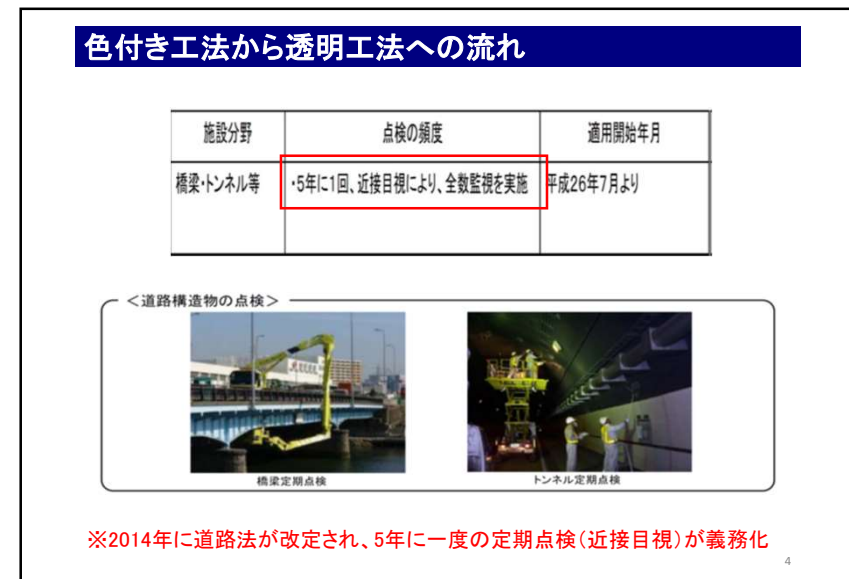 色付き工法から透明工法への流れ
施設分野 点検の頻度 適用開始年月
橋梁・トンネル等 ・5年に1回、近接目視により、全数監視を実施 平成26年7月より
＜道路構造物の点検＞
橋梁定期点検 トンネル定期点検
※2014年に道路法が改定され、5年に一度の定期点検（近接目視）が義務化
4